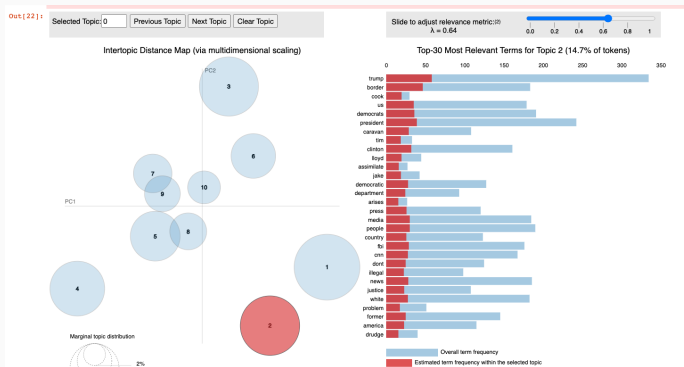 Out[22]:
Selected Topic: 0 Previous Topic Next Topic Clear Topic
Slide to adjust relevance metric:(2)
λ = 0.64
0.0 0.2 0.4 0.6 0.8 1
Intertopic Distance Map (via multidimensional scaling)
PC2
PC1
3
6
7
9
10
5
8
1
4
2
Marginal topic distribution
2%
Top-30 Most Relevant Terms for Topic 2 (14.7% of tokens)
0 50 100 150 200 250 300 350
trump
border
cook
us
democrats
president
caravan
tim
clinton
lloyd
assimilate
jake
democratic
department
arises
press
media
people
country
fbi
cnn
dont
illegal
news
justice
white
problem
former
america
drudge
Overall term frequency
Estimated term frequency within the selected topic